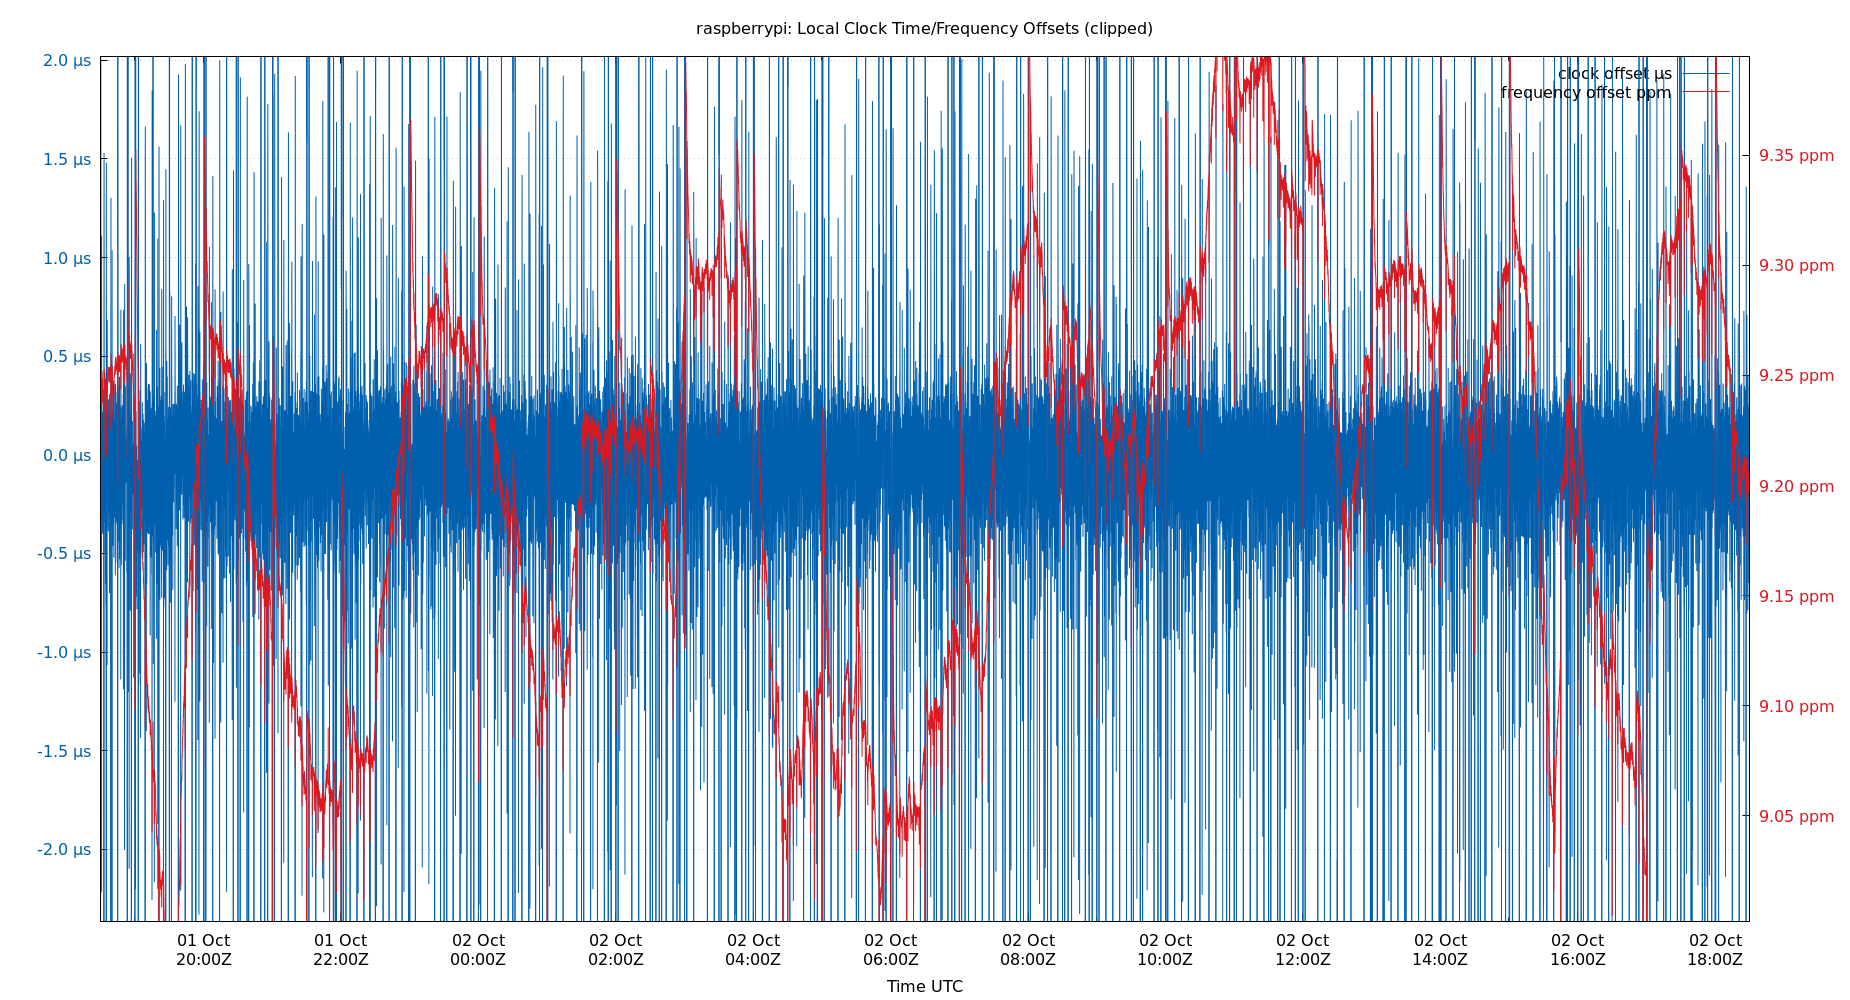 raspberrypi: Local Clock Time/Frequency Offsets (clipped)
clock offset µs
frequency offset ppm
2.0 µs
1.5 µs
1.0 µs
0.5 µs
0.0 µs
-0.5 µs
-1.0 µs
-1.5 µs
-2.0 µs
9.35 ppm
9.30 ppm
9.25 ppm
9.20 ppm
9.15 ppm
9.10 ppm
9.05 ppm
01 Oct 01 Oct 02 Oct 02 Oct 02 Oct 02 Oct 02 Oct 02 Oct 02 Oct 02 Oct 02 Oct 02 Oct
20:00Z 22:00Z 00:00Z 02:00Z 04:00Z 06:00Z 08:00Z 10:00Z 12:00Z 14:00Z 16:00Z 18:00Z
Time UTC